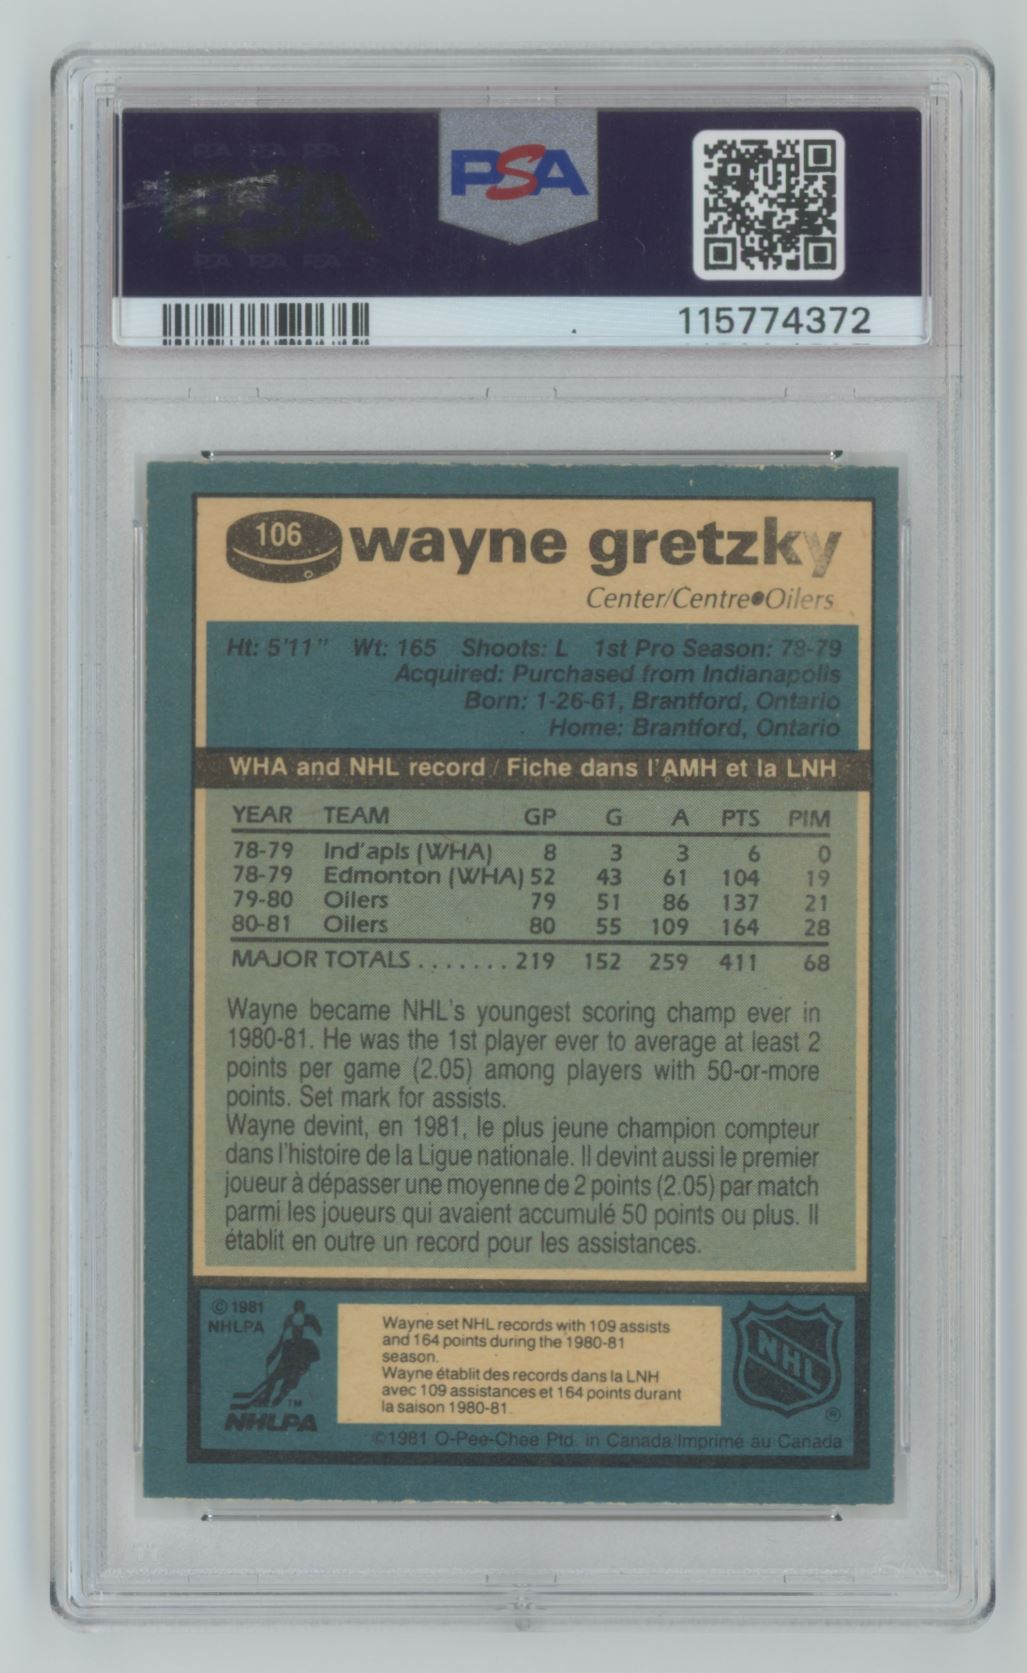 PSA PSA PSA
PSA
PSA PSA PSA
PSA
115774372
106
wayne gretzky
Center/Centre●Oilers
Ht: 5'11" Wt: 165 Shoots: L 1st Pro Season: 78-79
Acquired: Purchased from Indianapolis
Born: 1-26-61, Brantford, Ontario
Home: Brantford, Ontario
WHA and NHL record / Fiche dans l'AMH et la LNH
YEAR TEAM GP G A PTS PIM
78-79 Ind'apls (WHA) 8 3 3 6 0
78-79 Edmonton (WHA) 52 43 61 104 19
79-80 Oilers 79 51 86 137 21
80-81 Oilers 80 55 109 164 28
MAJOR TOTALS ....... 219 152 259 411 68
Wayne became NHL's youngest scoring champ ever in
1980-81. He was the 1st player ever to average at least 2
points per game (2.05) among players with 50-or-more
points. Set mark for assists.
Wayne devint, en 1981, le plus jeune champion compteur
dans l'histoire de la Ligue nationale. Il devint aussi le premier
joueur à dépasser une moyenne de 2 points (2.05) par match
parmi les joueurs qui avaient accumulé 50 points ou plus. Il
établit en outre un record pour les assistances.
© 1981
NHLPA
NHLPA
TM
Wayne set NHL records with 109 assists
and 164 points during the 1980-81
season.
Wayne établit des records dans la LNH
avec 109 assistances et 164 points durant
la saison 1980-81.
NHL
®
©1981 O-Pee-Chee Ptd. in Canada/Imprimé au Canada